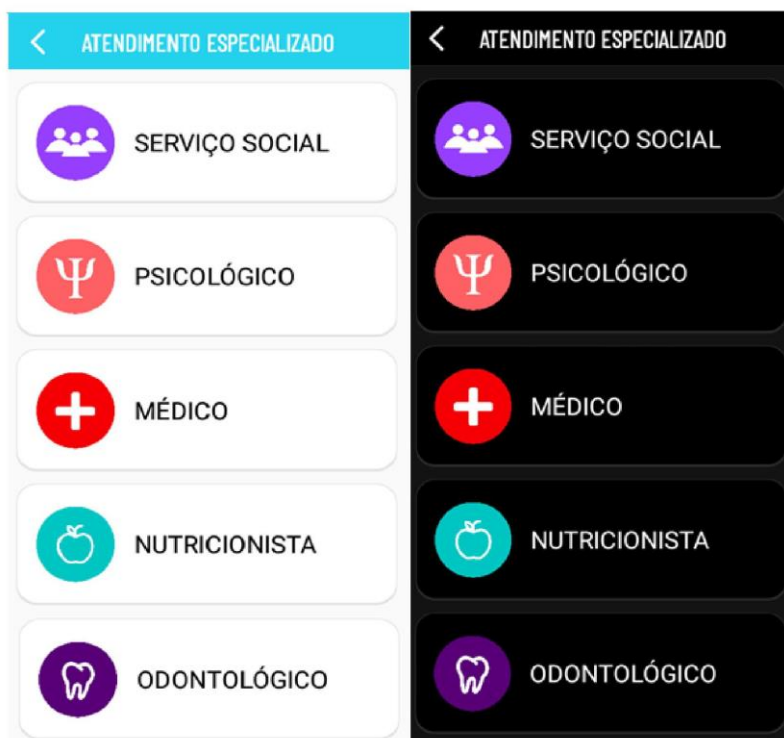 ATENDIMENTO ESPECIALIZADO
SERVIÇO SOCIAL
PSICOLÓGICO
MÉDICO
NUTRICIONISTA
ODONTOLÓGICO
ATENDIMENTO ESPECIALIZADO
SERVIÇO SOCIAL
PSICOLÓGICO
MÉDICO
NUTRICIONISTA
ODONTOLÓGICO